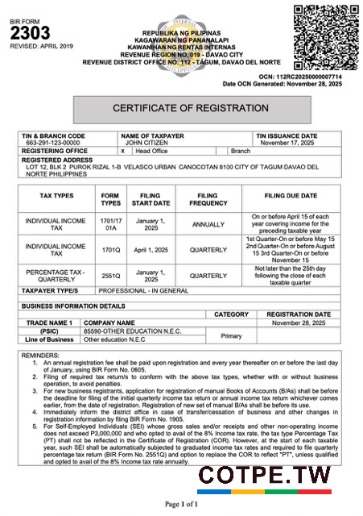 BIR FORM
2303
REVISED: APRIL 2019
REPUBLIKA NG PILIPINAS
KAGAWARAN NG PANANALAPI
KAWANIHAN NG RENTAS INTERNAS
REVENUE REGION NO. 019 - DAVAO CITY
REVENUE DISTRICT OFFICE NO. 112 - TAGUM, DAVAO DEL NORTE
OCN: 112RC20250000007714
Date OCN Generated: November 28, 2025
CERTIFICATE OF REGISTRATION
TIN & BRANCH CODE NAME OF TAXPAYER TIN ISSUANCE DATE
663-291-123-00000 JOHN CITIZEN November 17, 2025
REGISTERING OFFICE x Head Office Branch
REGISTERED ADDRESS
LOT 12, BLK 2 PUROK RIZAL 1-B VELASCO URBAN CANOCOTAN 8100 CITY OF TAGUM DAVAO DEL
NORTE PHILIPPINES
TAX TYPES FORM TYPES FILING START DATE FILING FREQUENCY FILING DUE DATE
INDIVIDUAL INCOME TAX 1701/1701A January 1, 2025 ANNUALLY On or before April 15 of each year covering income for the preceding taxable year
INDIVIDUAL INCOME TAX 1701Q April 1, 2025 QUARTERLY 1st Quarter-On or before May 15 2nd Quarter-On or before August 15 3rd Quarter-On or before November 15
PERCENTAGE TAX - QUARTERLY 2551Q January 1, 2025 QUARTERLY Not later than the 25th day following the close of each taxable quarter
TAXPAYER TYPE/S PROFESSIONAL - IN GENERAL
BUSINESS INFORMATION DETAILS
CATEGORY REGISTRATION DATE
TRADE NAME 1 COMPANY NAME November 28, 2025
(PSIC) 85590-OTHER EDUCATION N.E.C. Primary
Line of Business Other education N.E.C
REMINDERS:
1. An annual registration fee shall be paid upon registration and every year thereafter on or before the last day
of January, using BIR Form No. 0605.
2. Filing of required tax return/s to conform with the above tax types, whether with or without business
operation, to avoid penalties.
3. For new business registrants, application for registration of manual Books of Accounts (B/As) shall be before
the deadline for filing of the initial quarterly income tax return or annual income tax return whichever comes
earlier, from the date of registration. Registration of new set of manual B/As shall be before its use.
4. Immediately inform the district office in case of transfer/cessation of business and other changes in
registration information by filing BIR Form No. 1905.
5. For Self-Employed Individuals (SEI) whose gross sales and/or receipts and other non-operating income
does not exceed P3,000,000 and who opted to avail of the 8% income tax rate, the tax type Percentage Tax
(PT) shall not be reflected in the Certificate of Registration (COR). However, at the start of each taxable
year, such SEI shall be automatically subjected to graduated income tax rates and required to file quarterly
percentage tax return (BIR Form No. 2551Q) and option to replace the COR to reflect "PT", unless qualified
and opted to avail of the 8% income tax rate annually.
COTPE.TW
Page 1 of 1